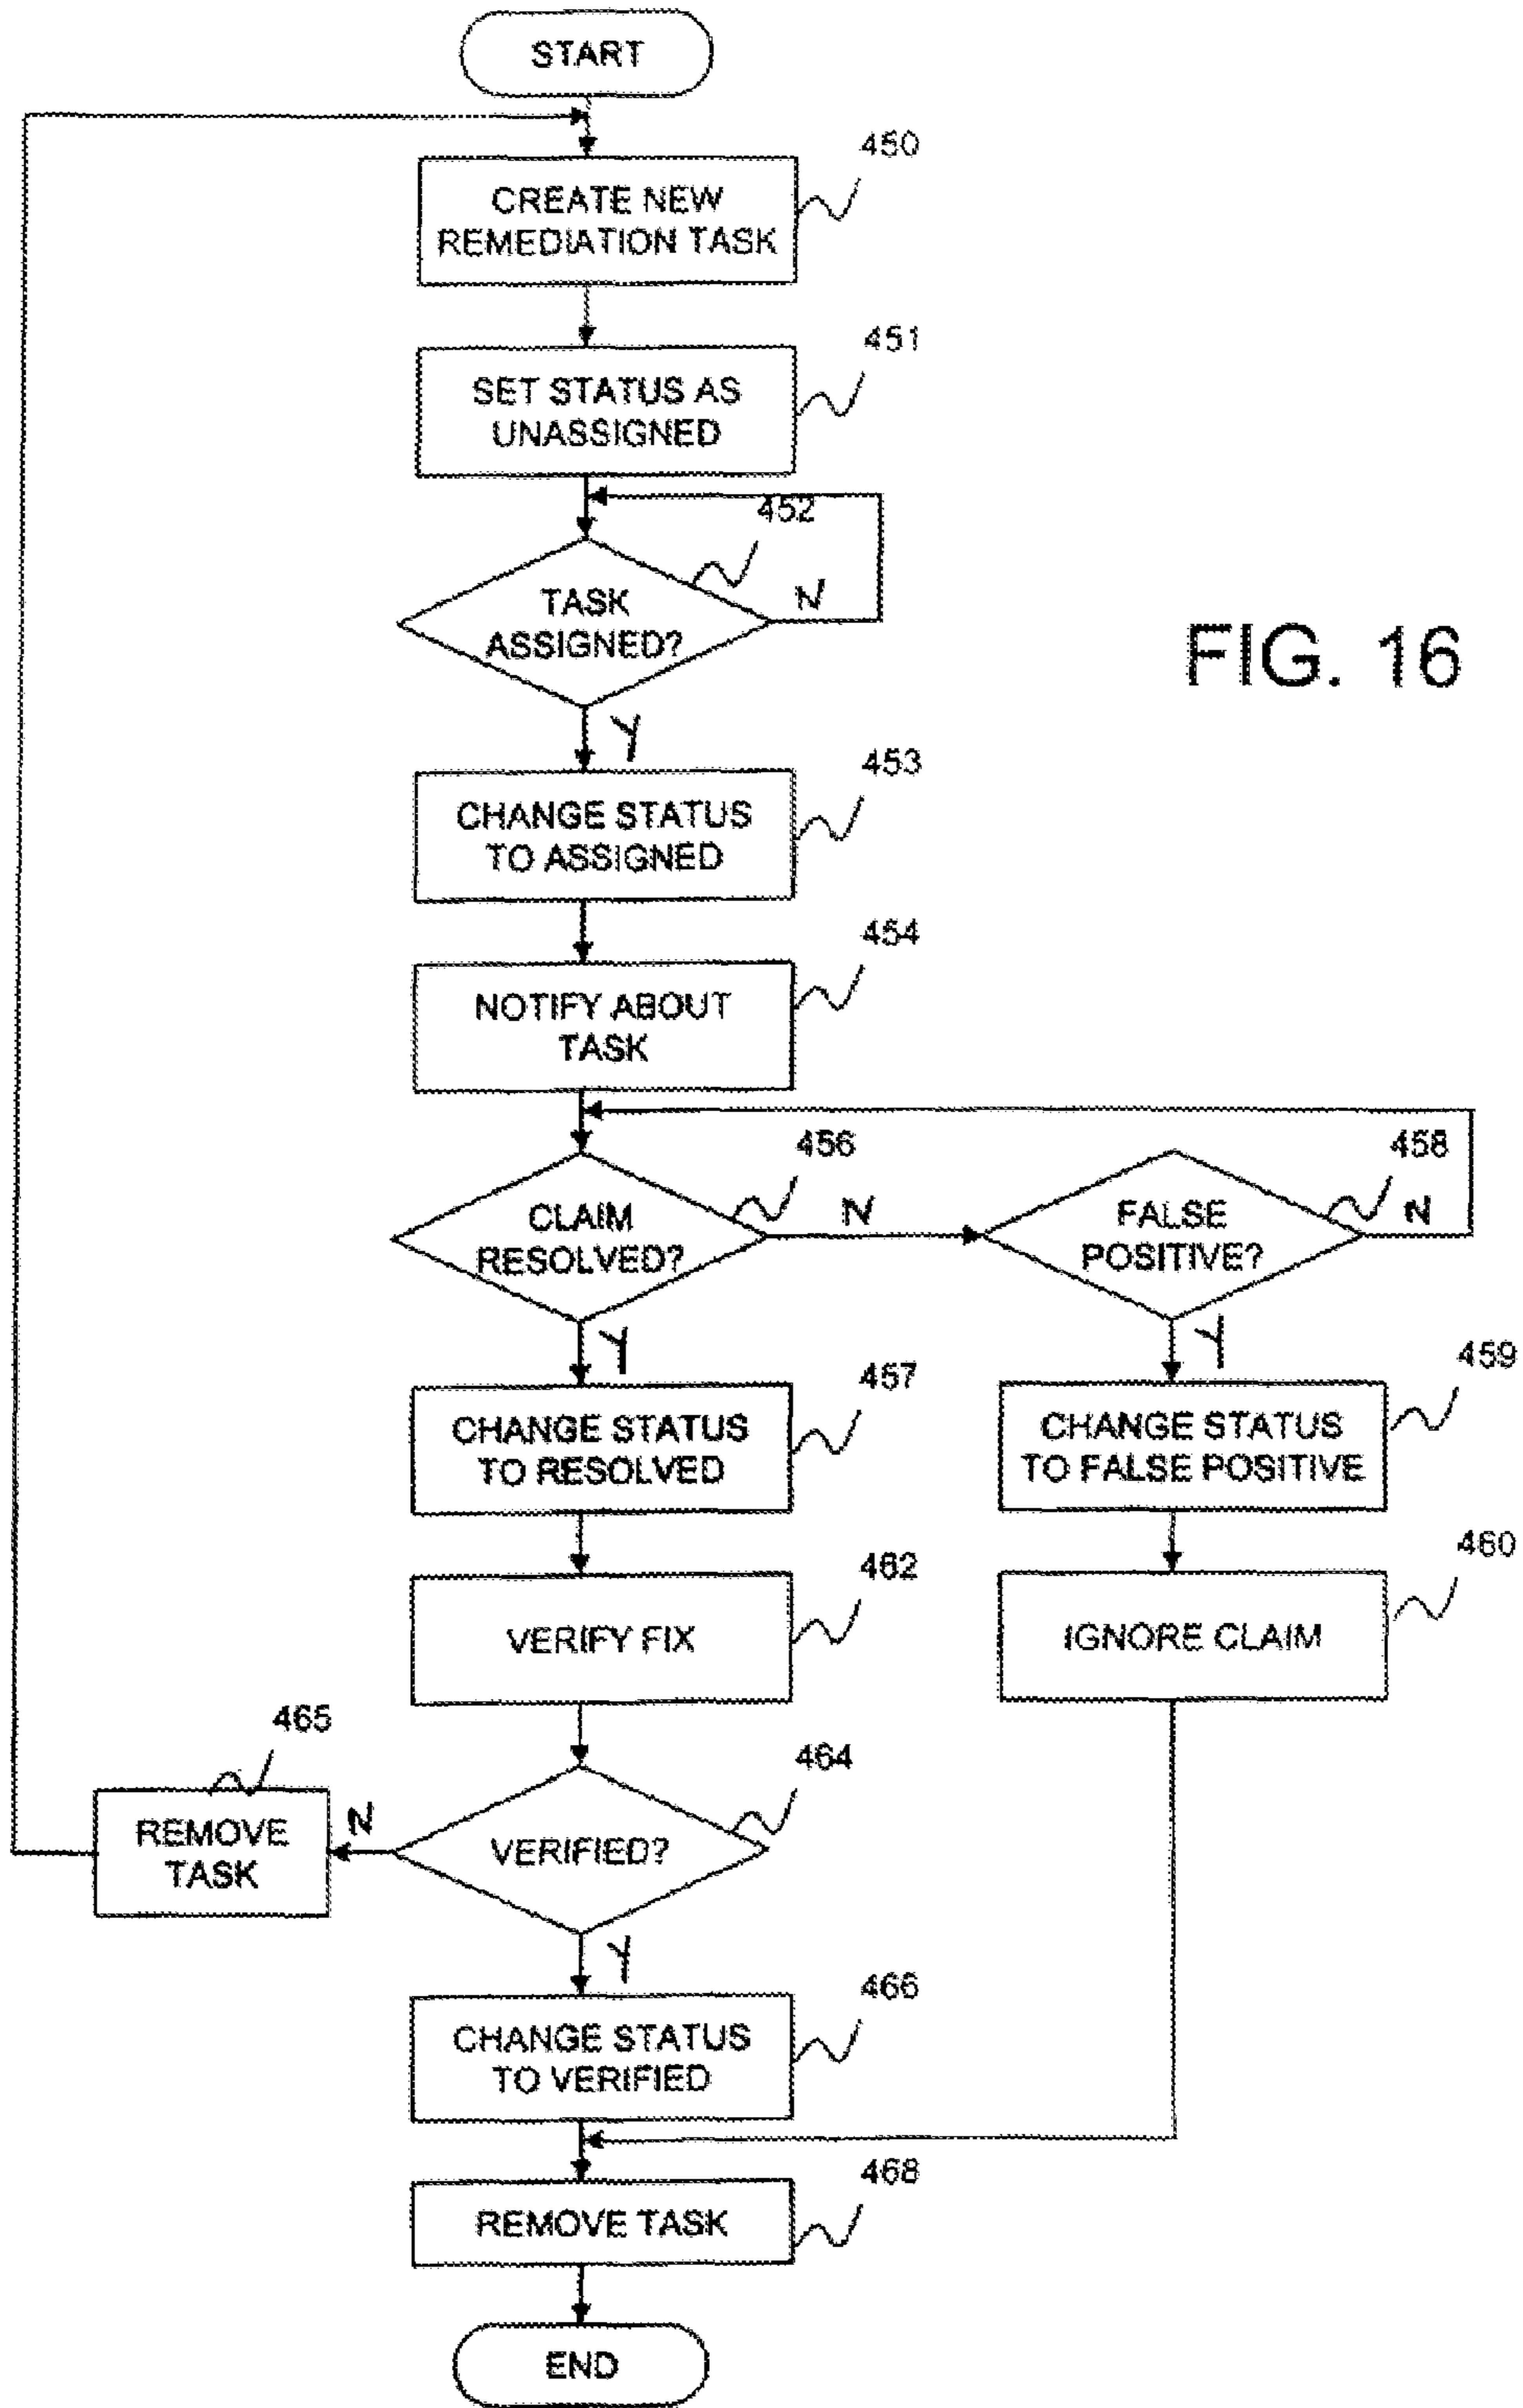 START
450
CREATE NEW
REMEDIATION TASK
451
SET STATUS AS
UNASSIGNED
452
TASK
ASSIGNED?
N
FIG. 16
Y
453
CHANGE STATUS
TO ASSIGNED
454
NOTIFY ABOUT
TASK
456
458
CLAIM
RESOLVED?
N
FALSE
POSITIVE?
N
Y
Y
457
459
CHANGE STATUS
TO RESOLVED
CHANGE STATUS
TO FALSE POSITIVE
462
460
VERIFY FIX
IGNORE CLAIM
465
464
REMOVE
TASK
N
VERIFIED?
Y
466
CHANGE STATUS
TO VERIFIED
468
REMOVE TASK
END